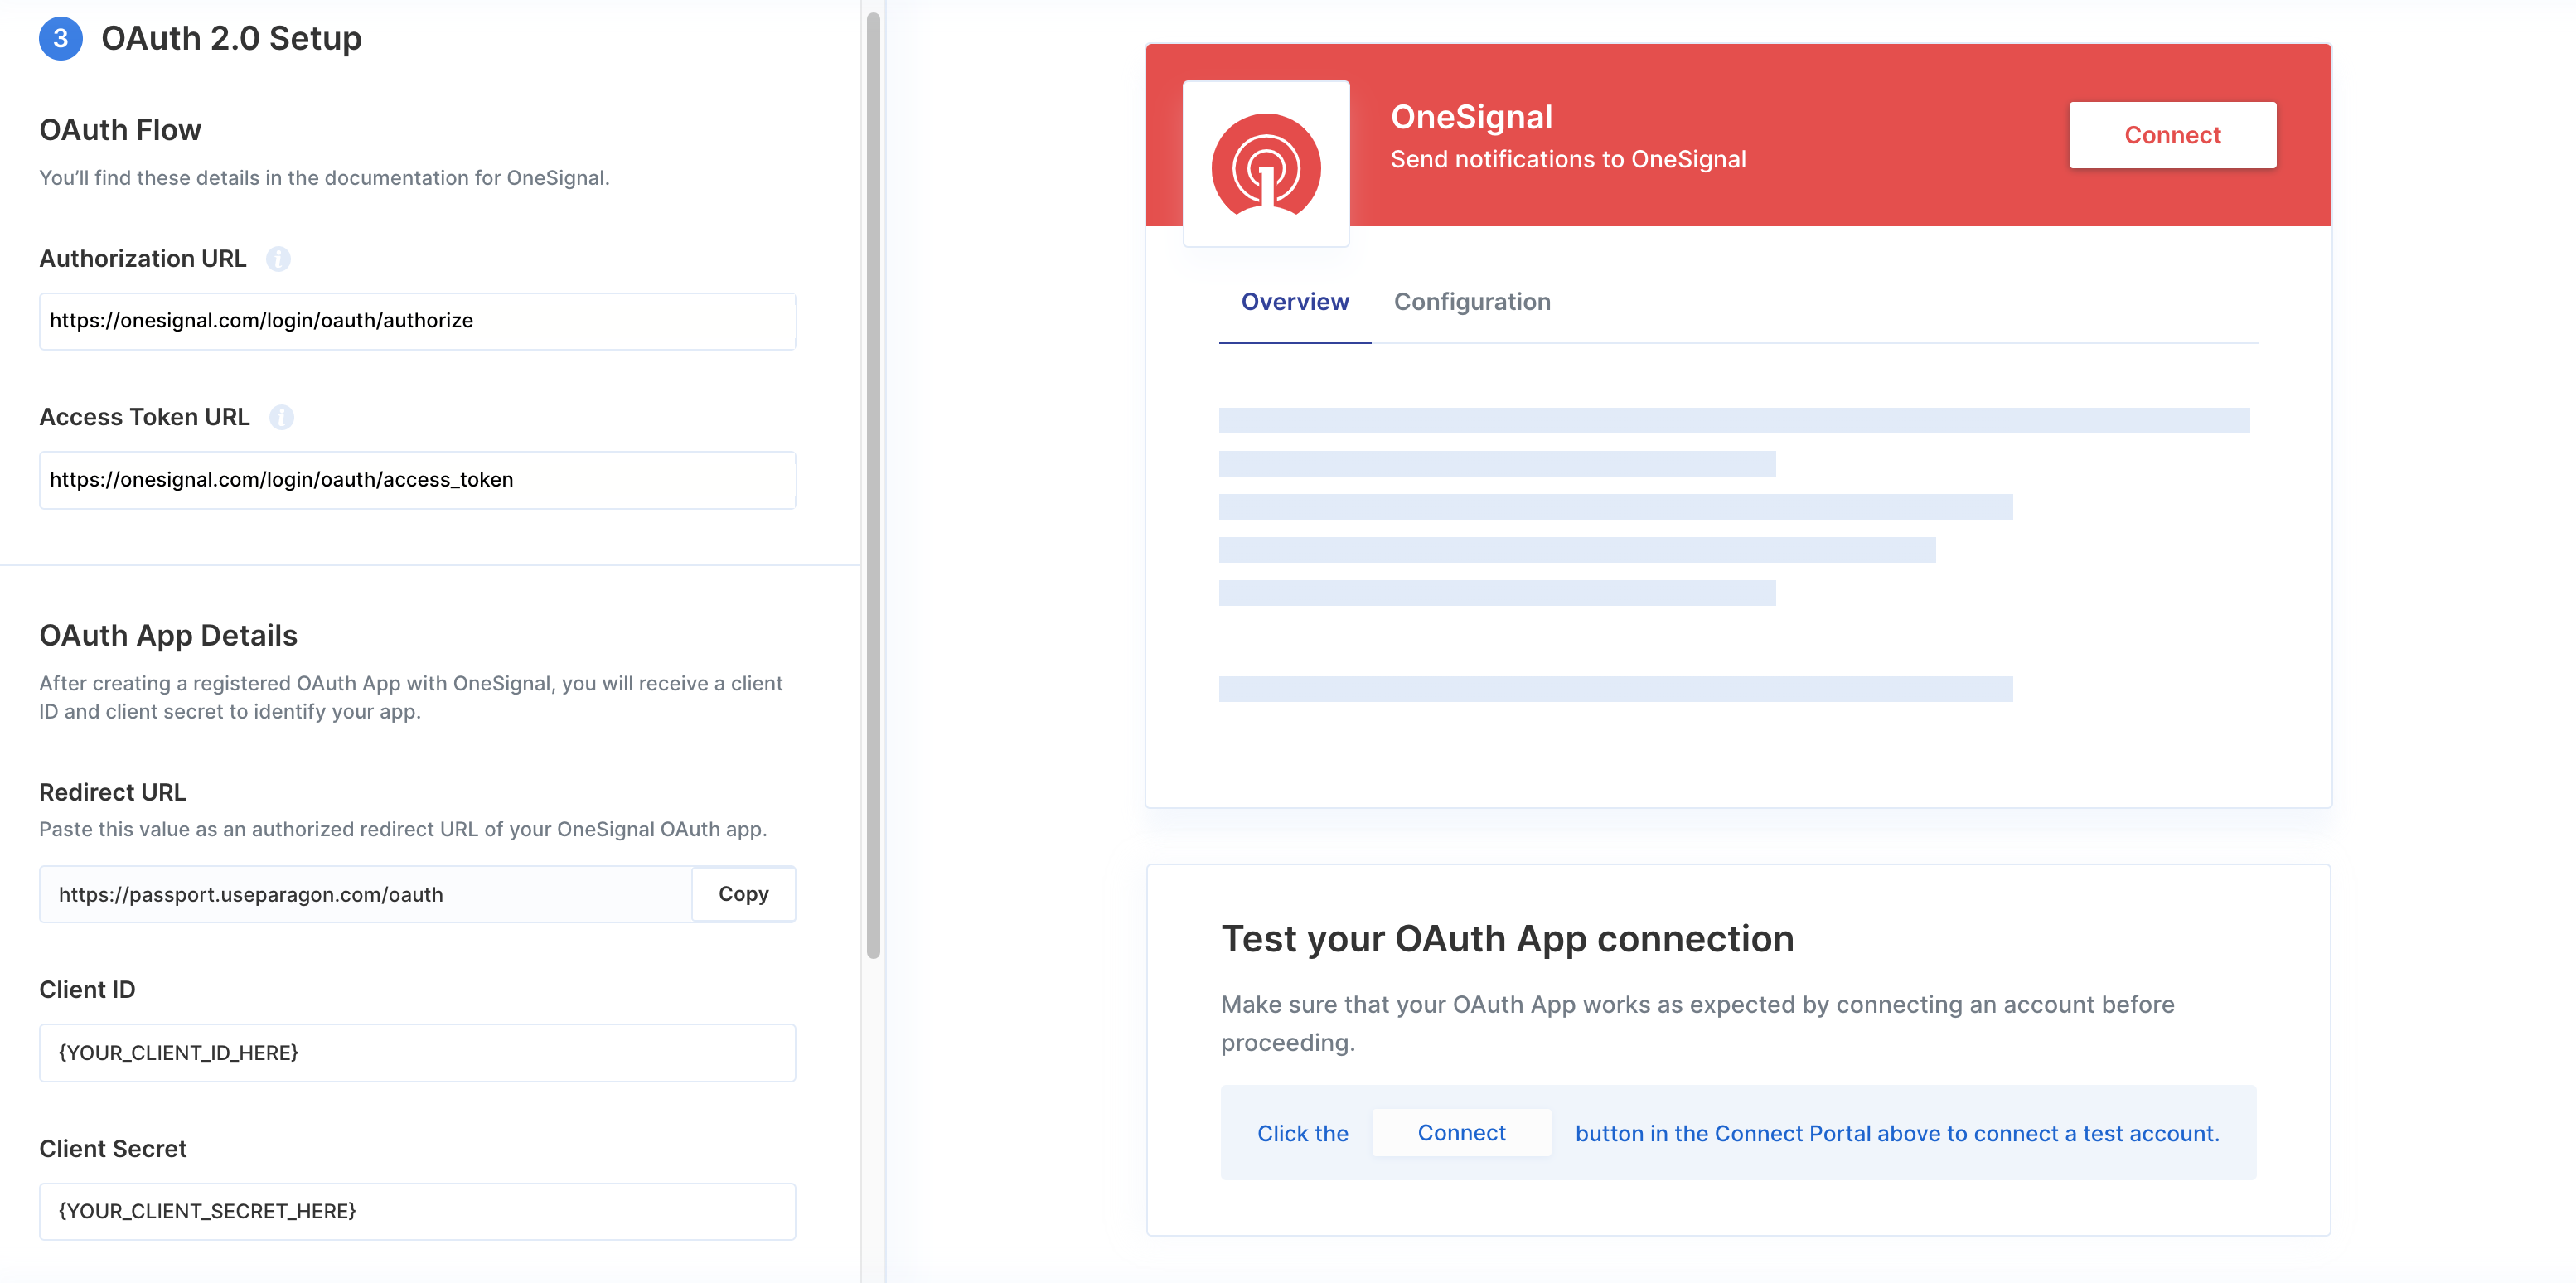 3 OAuth 2.0 Setup
OAuth Flow
You’ll find these details in the documentation for OneSignal.
Authorization URL i
https://onesignal.com/login/oauth/authorize
Access Token URL i
https://onesignal.com/login/oauth/access_token
OAuth App Details
After creating a registered OAuth App with OneSignal, you will receive a client
ID and client secret to identify your app.
Redirect URL
Paste this value as an authorized redirect URL of your OneSignal OAuth app.
https://passport.useparagon.com/oauth Copy
Client ID
{YOUR_CLIENT_ID_HERE}
Client Secret
{YOUR_CLIENT_SECRET_HERE}
OneSignal
Send notifications to OneSignal
Connect
Overview Configuration
Test your OAuth App connection
Make sure that your OAuth App works as expected by connecting an account before
proceeding.
Click the Connect button in the Connect Portal above to connect a test account.